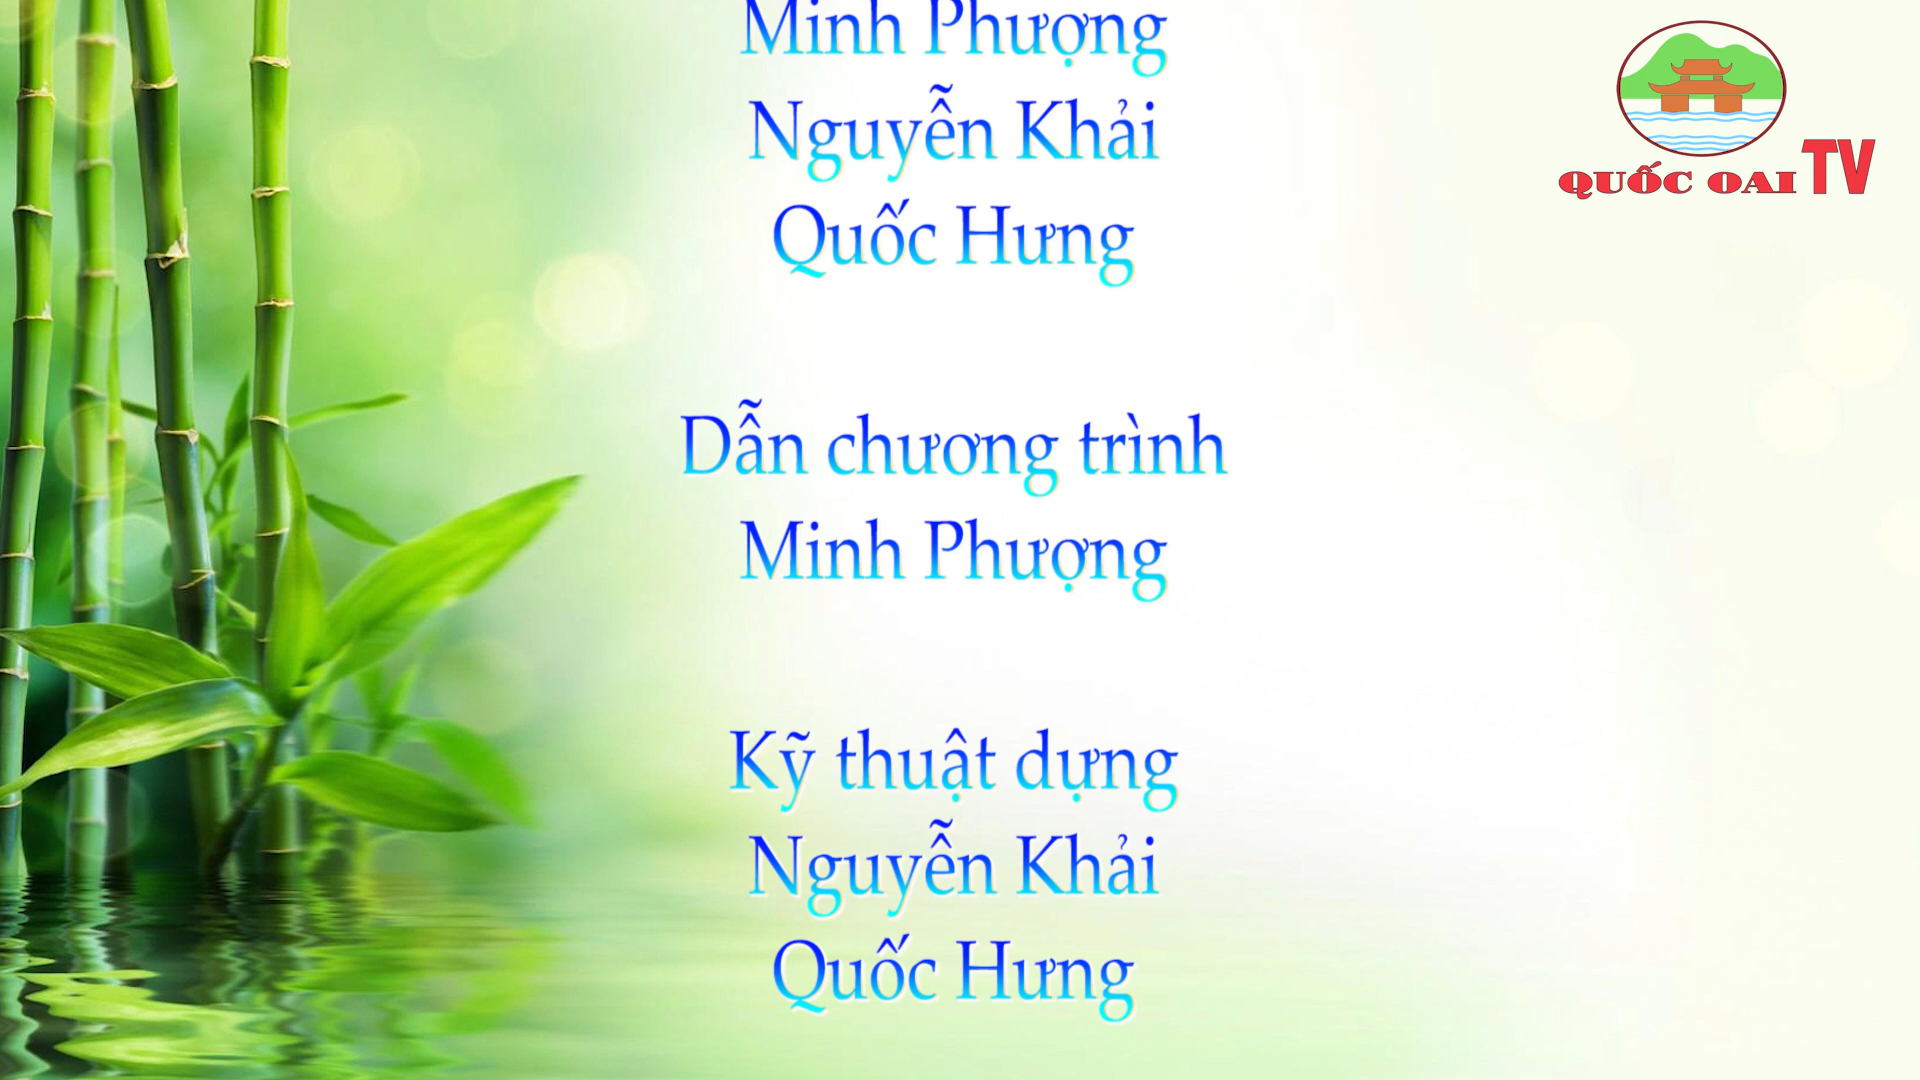 Minh Phượng
Nguyễn Khải
Quốc Hưng
Dẫn chương trình
Minh Phượng
Kỹ thuật dựng
Nguyễn Khải
Quốc Hưng
QUỐC OAI TV